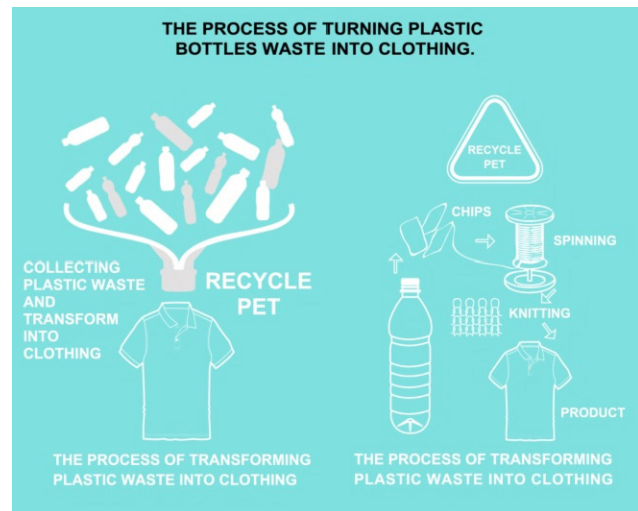 THE PROCESS OF TURNING PLASTIC
BOTTLES WASTE INTO CLOTHING.
COLLECTING
PLASTIC WASTE
AND
TRANSFORM
INTO
CLOTHING
RECYCLE
PET
THE PROCESS OF TRANSFORMING
PLASTIC WASTE INTO CLOTHING
RECYCLE
PET
CHIPS
SPINNING
KNITTING
PRODUCT
THE PROCESS OF TRANSFORMING
PLASTIC WASTE INTO CLOTHING